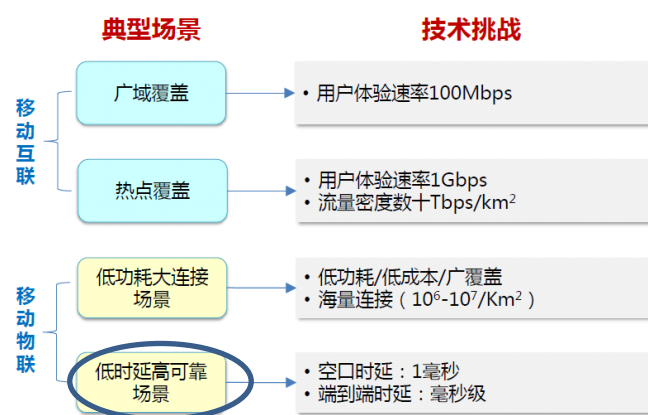 典型场景
技术挑战
移动互联
广域覆盖
• 用户体验速率100Mbps
热点覆盖
• 用户体验速率1Gbps
• 流量密度数十Tbps/km²
移动物联
低功耗大连接
场景
• 低功耗/低成本/广覆盖
• 海量连接（10⁶-10⁷/Km²）
低时延高可靠
场景
• 空口时延：1毫秒
• 端到端时延：毫秒级